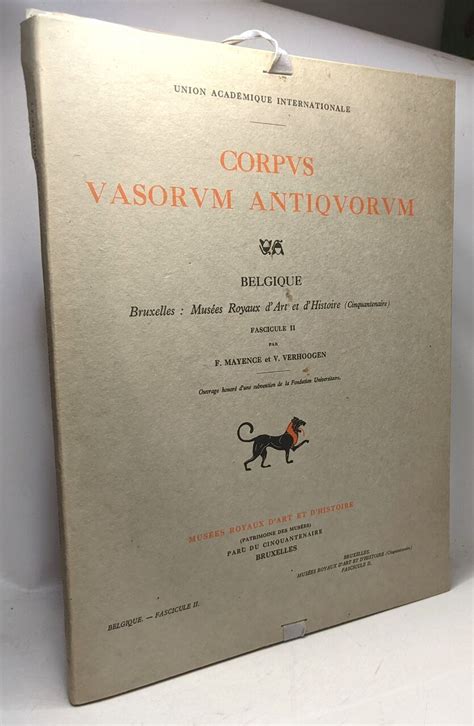 UNION ACADÉMIQUE INTERNATIONALE
CORPVS
VASORVM ANTIQVORVM
VA
BELGIQUE
Bruxelles : Musées Royaux d'Art et d'Histoire (Cinquantenaire)
FASCICULE II
PAR
F. MAYENCE et V. VERHOOGEN
Ouvrage honoré d'une subvention de la Fondation Universitaire.
MUSÉES ROYAUX D'ART ET D'HISTOIRE
(PATRIMOINE DES MUSÉES)
PARC DU CINQUANTENAIRE
BRUXELLES
BELGIQUE. — FASCICULE II.
BRUXELLES.
MUSÉES ROYAUX D'ART ET D'HISTOIRE (Cinquantenaire)
FASCICULE II.